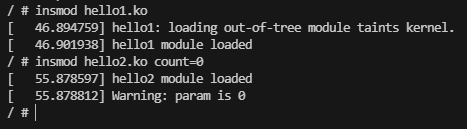 / # insmod hello1.ko
[   46.894759] hello1: loading out-of-tree module taints kernel.
[   46.901938] hello1 module loaded
/ # insmod hello2.ko count=0
[   55.878597] hello2 module loaded
[   55.878812] Warning: param is 0
/ #